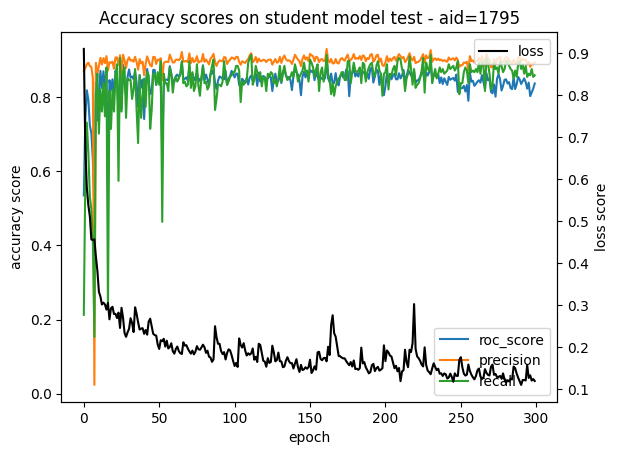 Accuracy scores on student model test - aid=1795
loss
accuracy score
0.8
0.6
0.4
0.2
0.0
0.9
0.8
0.7
0.6
0.5
0.4
0.3
0.2
0.1
loss score
roc_score
precision
recall
0
50
100
150
200
250
300
epoch